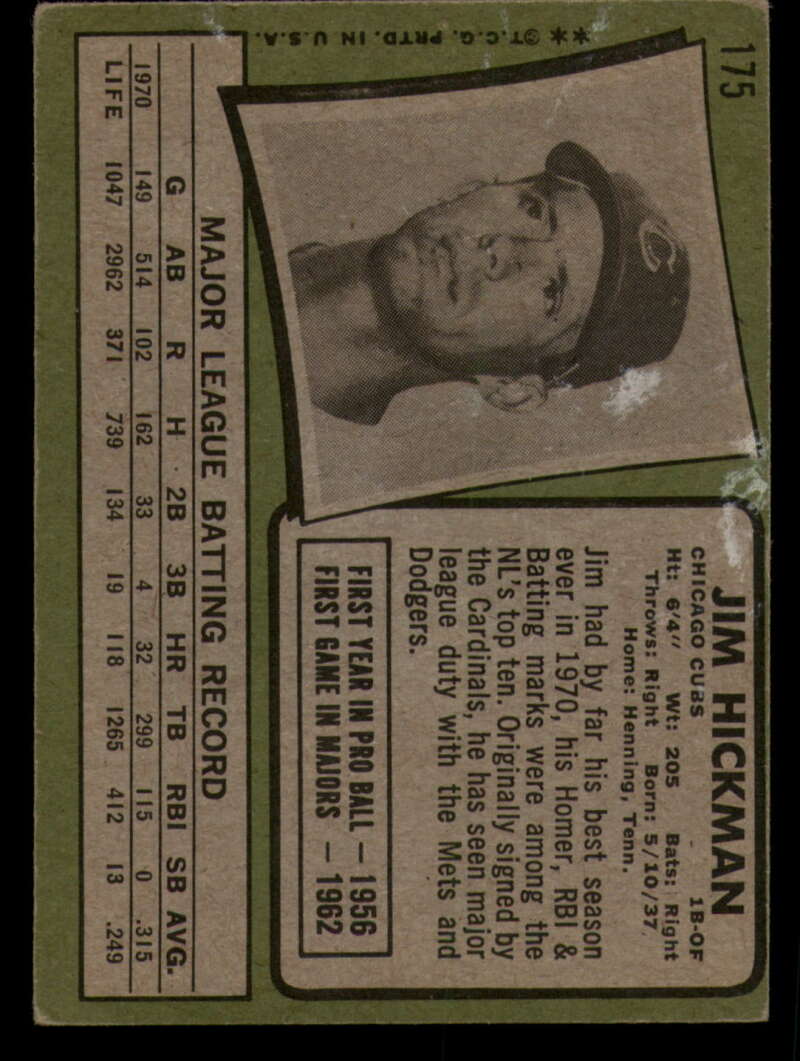 175
JIM HICKMAN
CHICAGO CUBS 1B-OF
Ht: 6'4" Wt: 205 Bats: Right
Throws: Right Born: 5/10/37
Home: Henning, Tenn.
Jim had by far his best season
ever in 1970, his Homer, RBI &
Batting marks were among the
NL's top ten. Originally signed by
the Cardinals, he has seen major
league duty with the Mets and
Dodgers.
FIRST YEAR IN PRO BALL — 1956
FIRST GAME IN MAJORS — 1962
C
MAJOR LEAGUE BATTING RECORD
G AB R H 2B 3B HR TB RBI SB AVG.
1970 149 514 102 162 33 4 32 299 115 0 .315
LIFE 1047 2962 371 739 134 19 118 1265 412 13 .249
**©T.C.G. PRTD. IN U.S.A.